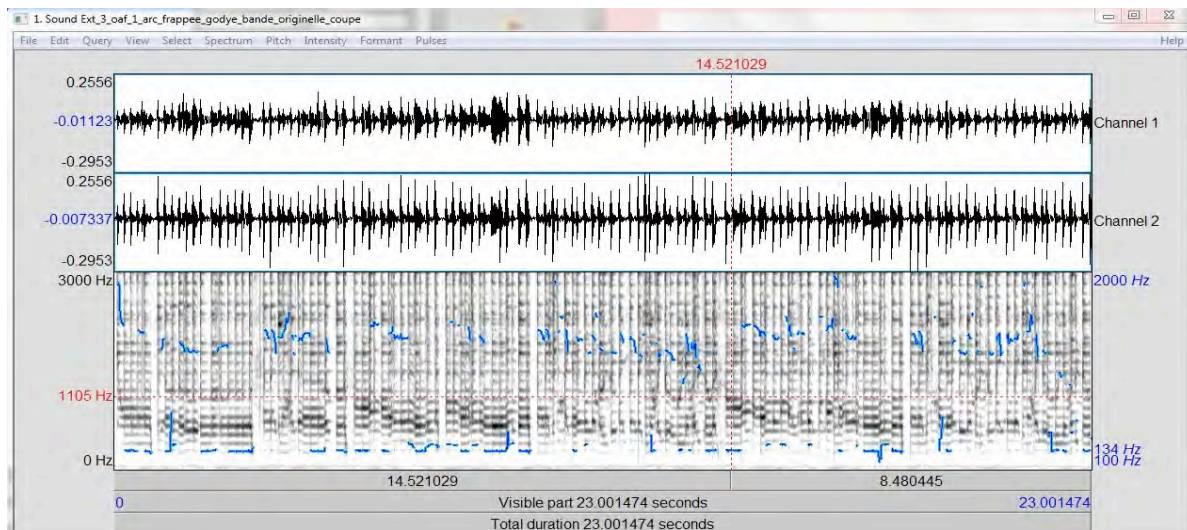 1. Sound Ext_3_oaf_1_arc_frappee_godye_bande_originelle_coupe
File Edit Query View Select Spectrum Pitch Intensity Formant Pulses Help
14.521029
0.2556
-0.01123
Channel 1
-0.2953
0.2556
-0.007337
Channel 2
-0.2953
3000 Hz
2000 Hz
1105 Hz
134 Hz
0 Hz
100 Hz
14.521029 8.480445
0 Visible part 23.001474 seconds 23.001474
Total duration 23.001474 seconds